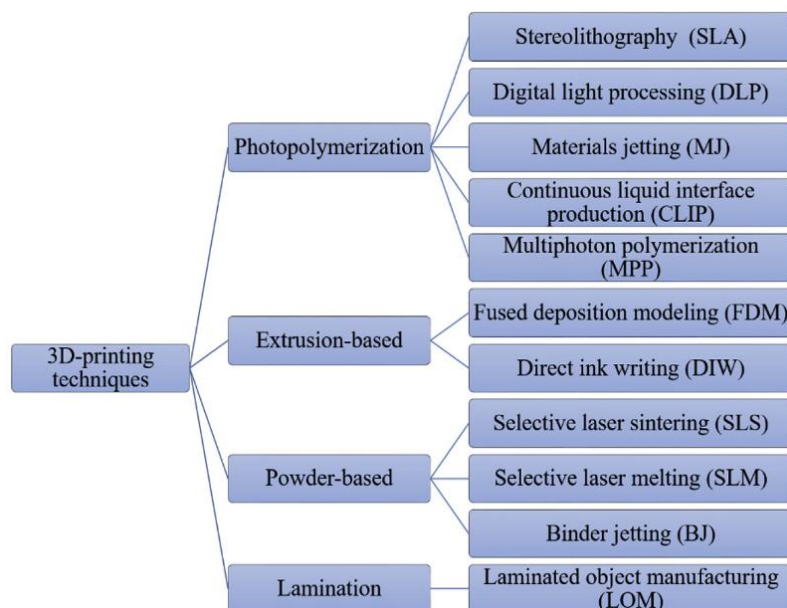 Stereolithography (SLA)
Digital light processing (DLP)
Photopolymerization
Materials jetting (MJ)
Continuous liquid interface
production (CLIP)
Multiphoton polymerization
(MPP)
Fused deposition modeling (FDM)
Extrusion-based
3D-printing
techniques
Direct ink writing (DIW)
Selective laser sintering (SLS)
Powder-based
Selective laser melting (SLM)
Binder jetting (BJ)
Lamination
Laminated object manufacturing
(LOM)